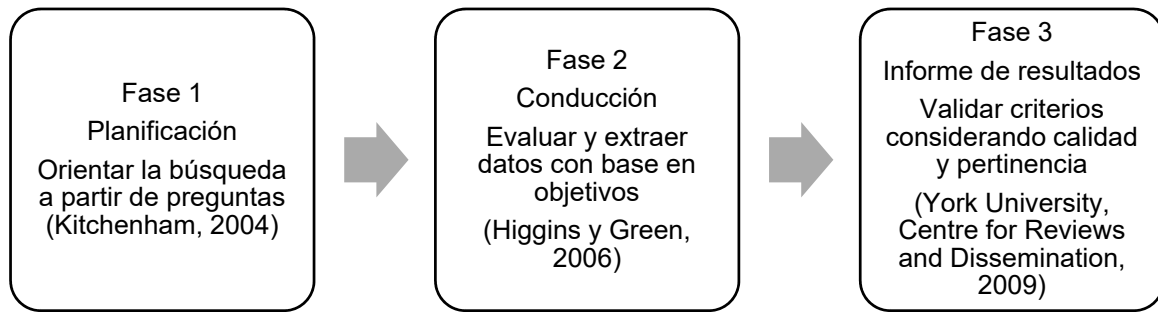 Fase 1
Planificación
Orientar la búsqueda
a partir de preguntas
(Kitchenham, 2004)
Fase 2
Conducción
Evaluar y extraer
datos con base en
objetivos
(Higgins y Green,
2006)
Fase 3
Informe de resultados
Validar criterios
considerando calidad
y pertinencia
(York University,
Centre for Reviews
and Dissemination,
2009)